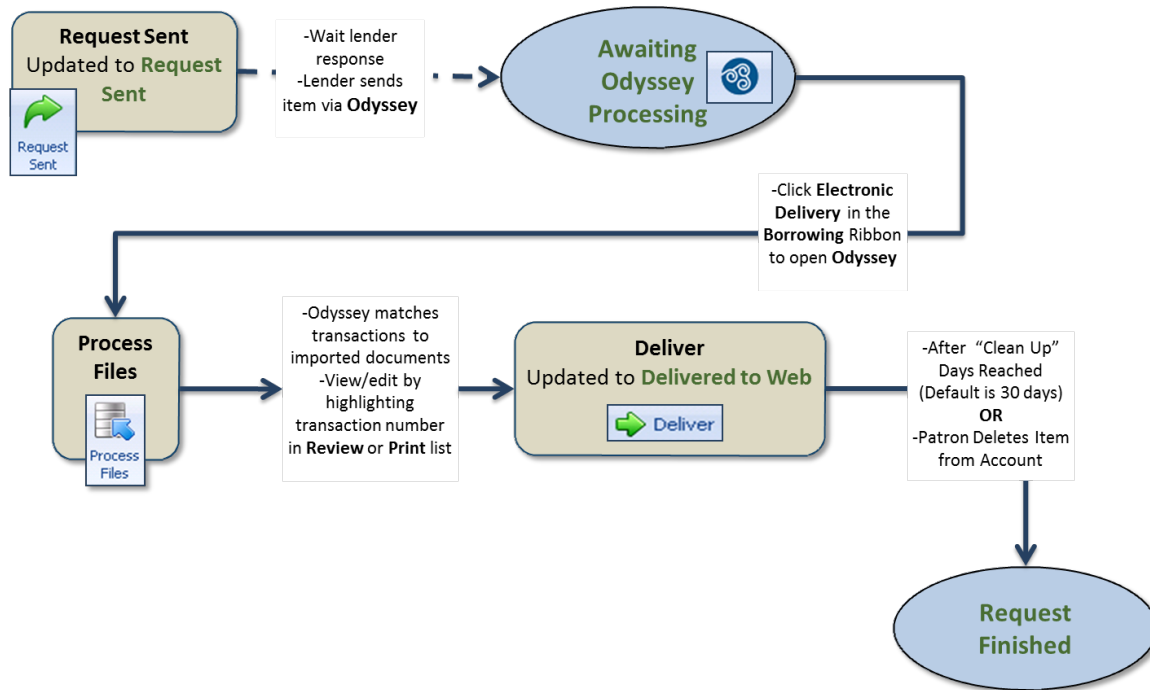 Request Sent
Updated to Request
Sent
Request
Sent
-Wait lender
response
-Lender sends
item via Odyssey
Awaiting
Odyssey
Processing
-Click Electronic
Delivery in the
Borrowing Ribbon
to open Odyssey
Process
Files
Process
Files
-Odyssey matches
transactions to
imported documents
-View/edit by
highlighting
transaction number
in Review or Print list
Deliver
Updated to Delivered to Web
Deliver
-After “Clean Up”
Days Reached
(Default is 30 days)
OR
-Patron Deletes Item
from Account
Request
Finished